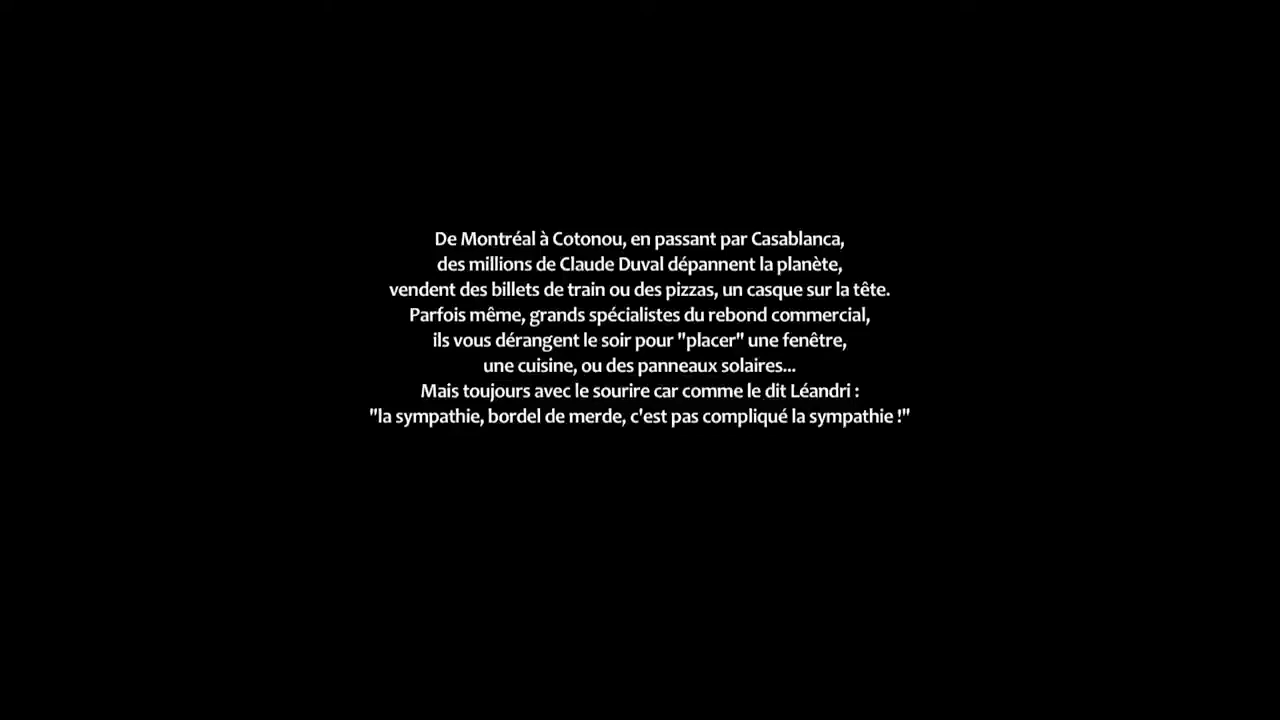 De Montréal à Cotonou, en passant par Casablanca,
des millions de Claude Duval dépannent la planète,
vendent des billets de train ou des pizzas, un casque sur la tête.
Parfois même, grands spécialistes du rebond commercial,
ils vous dérangent le soir pour "placer" une fenêtre,
une cuisine, ou des panneaux solaires...
Mais toujours avec le sourire car comme le dit Léandri :
"la sympathie, bordel de merde, c'est pas compliqué la sympathie !"